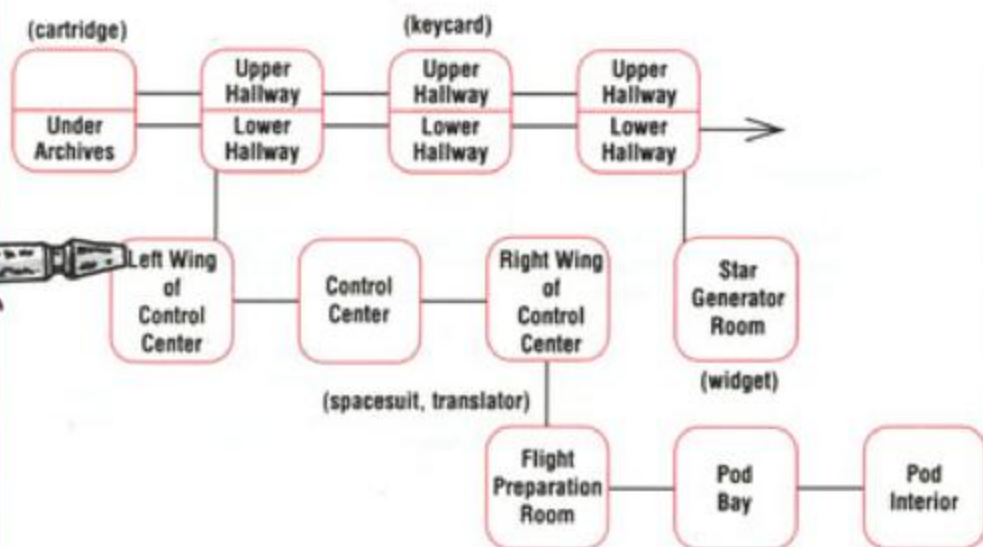 (cartridge)
(keycard)
Upper
Hallway
Upper
Hallway
Upper
Hallway
Under
Archives
Lower
Hallway
Lower
Hallway
Lower
Hallway
Left Wing
of
Control
Center
Control
Center
Right Wing
of
Control
Center
Star
Generator
Room
(widget)
(spacesuit, translator)
Flight
Preparation
Room
Pod
Bay
Pod
Interior